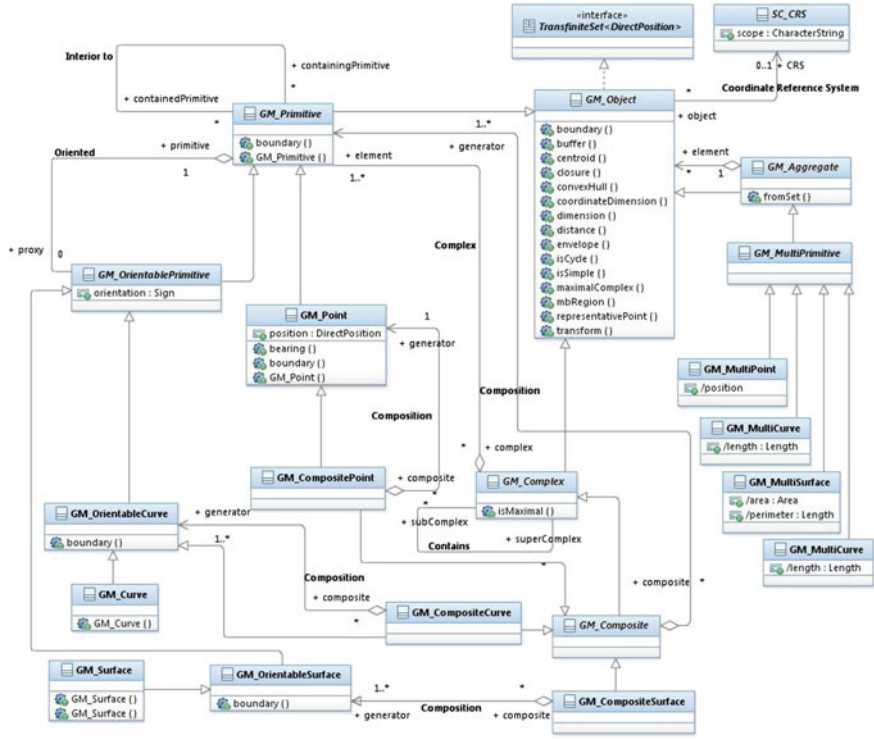 «interface»
TransfiniteSet<DirectPosition>
SC_CRS
scope : CharacterString
Interior to
+ containingPrimitive
*
+ containedPrimitive
*
0..1 + CRS
*
Coordinate Reference System
+ object
GM_Primitive
boundary ( )
GM_Primitive ( )
1..*
+ generator
+ element
1..*
Oriented
+ primitive
1
+ proxy
0
GM_Object
boundary ( )
buffer ( )
centroid ( )
closure ( )
convexHull ( )
coordinateDimension ( )
dimension ( )
distance ( )
envelope ( )
isCycle ( )
isSimple ( )
maximalComplex ( )
mbRegion ( )
representativePoint ( )
transform ( )
+ element
*
1
GM_Aggregate
fromSet ( )
Complex
GM_MultiPrimitive
GM_OrientablePrimitive
orientation : Sign
GM_Point
position : DirectPosition
bearing ( )
boundary ( )
GM_Point ( )
1
+ generator
GM_MultiPoint
/position
Composition
Composition
GM_MultiCurve
/length : Length
*
+ complex
GM_CompositePoint
+ composite
*
GM_Complex
isMaximal ( )
*
+ subComplex
+ superComplex
Contains
*
GM_MultiSurface
/area : Area
/perimeter : Length
GM_OrientableCurve
boundary ( )
+ generator
1..*
GM_MultiCurve
/length : Length
Composition
+ composite
*
+ composite
*
GM_Curve
GM_Curve ( )
GM_CompositeCurve
GM_Composite
GM_Surface
GM_Surface ( )
GM_Surface ( )
GM_OrientableSurface
boundary ( )
1..*
+ generator
Composition
*
+ composite
GM_CompositeSurface